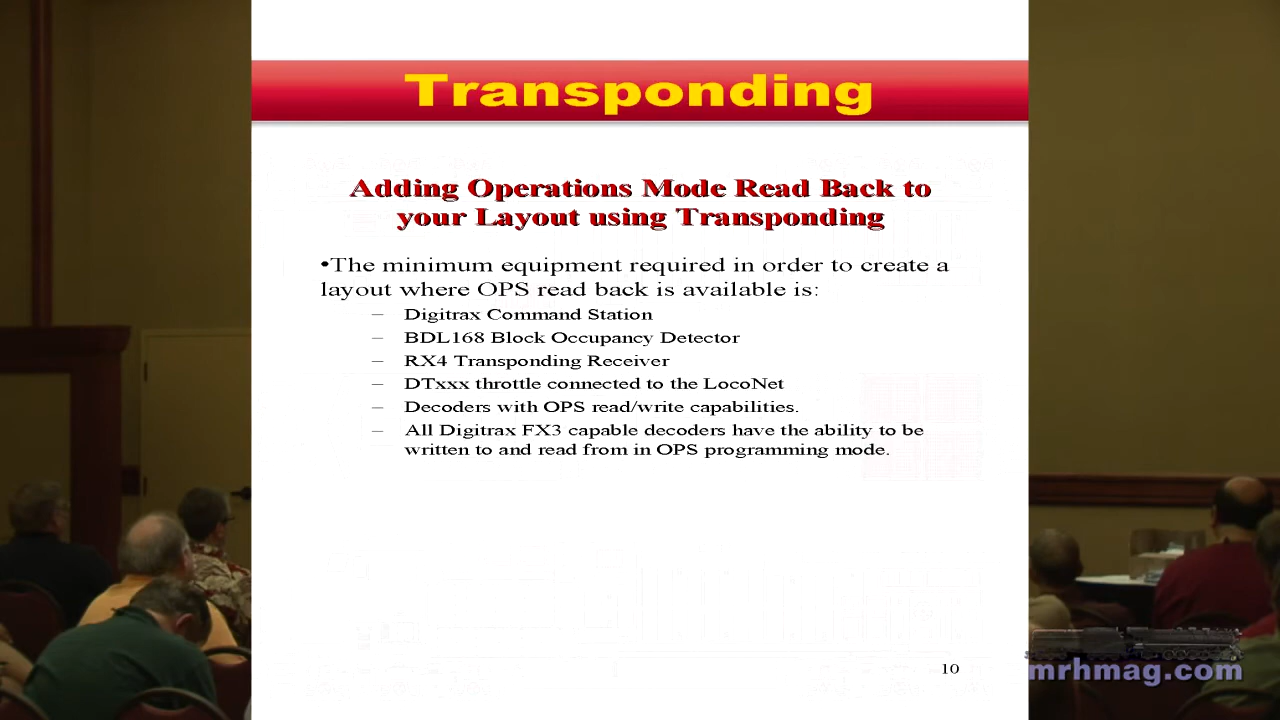 Transponding
Adding Operations Mode Read Back to
your Layout using Transponding
•The minimum equipment required in order to create a
layout where OPS read back is available is:
– Digitrax Command Station
– BDL168 Block Occupancy Detector
– RX4 Transponding Receiver
– DTxxx throttle connected to the LocoNet
– Decoders with OPS read/write capabilities.
– All Digitrax FX3 capable decoders have the ability to be
written to and read from in OPS programming mode.
10
mrhmag.com